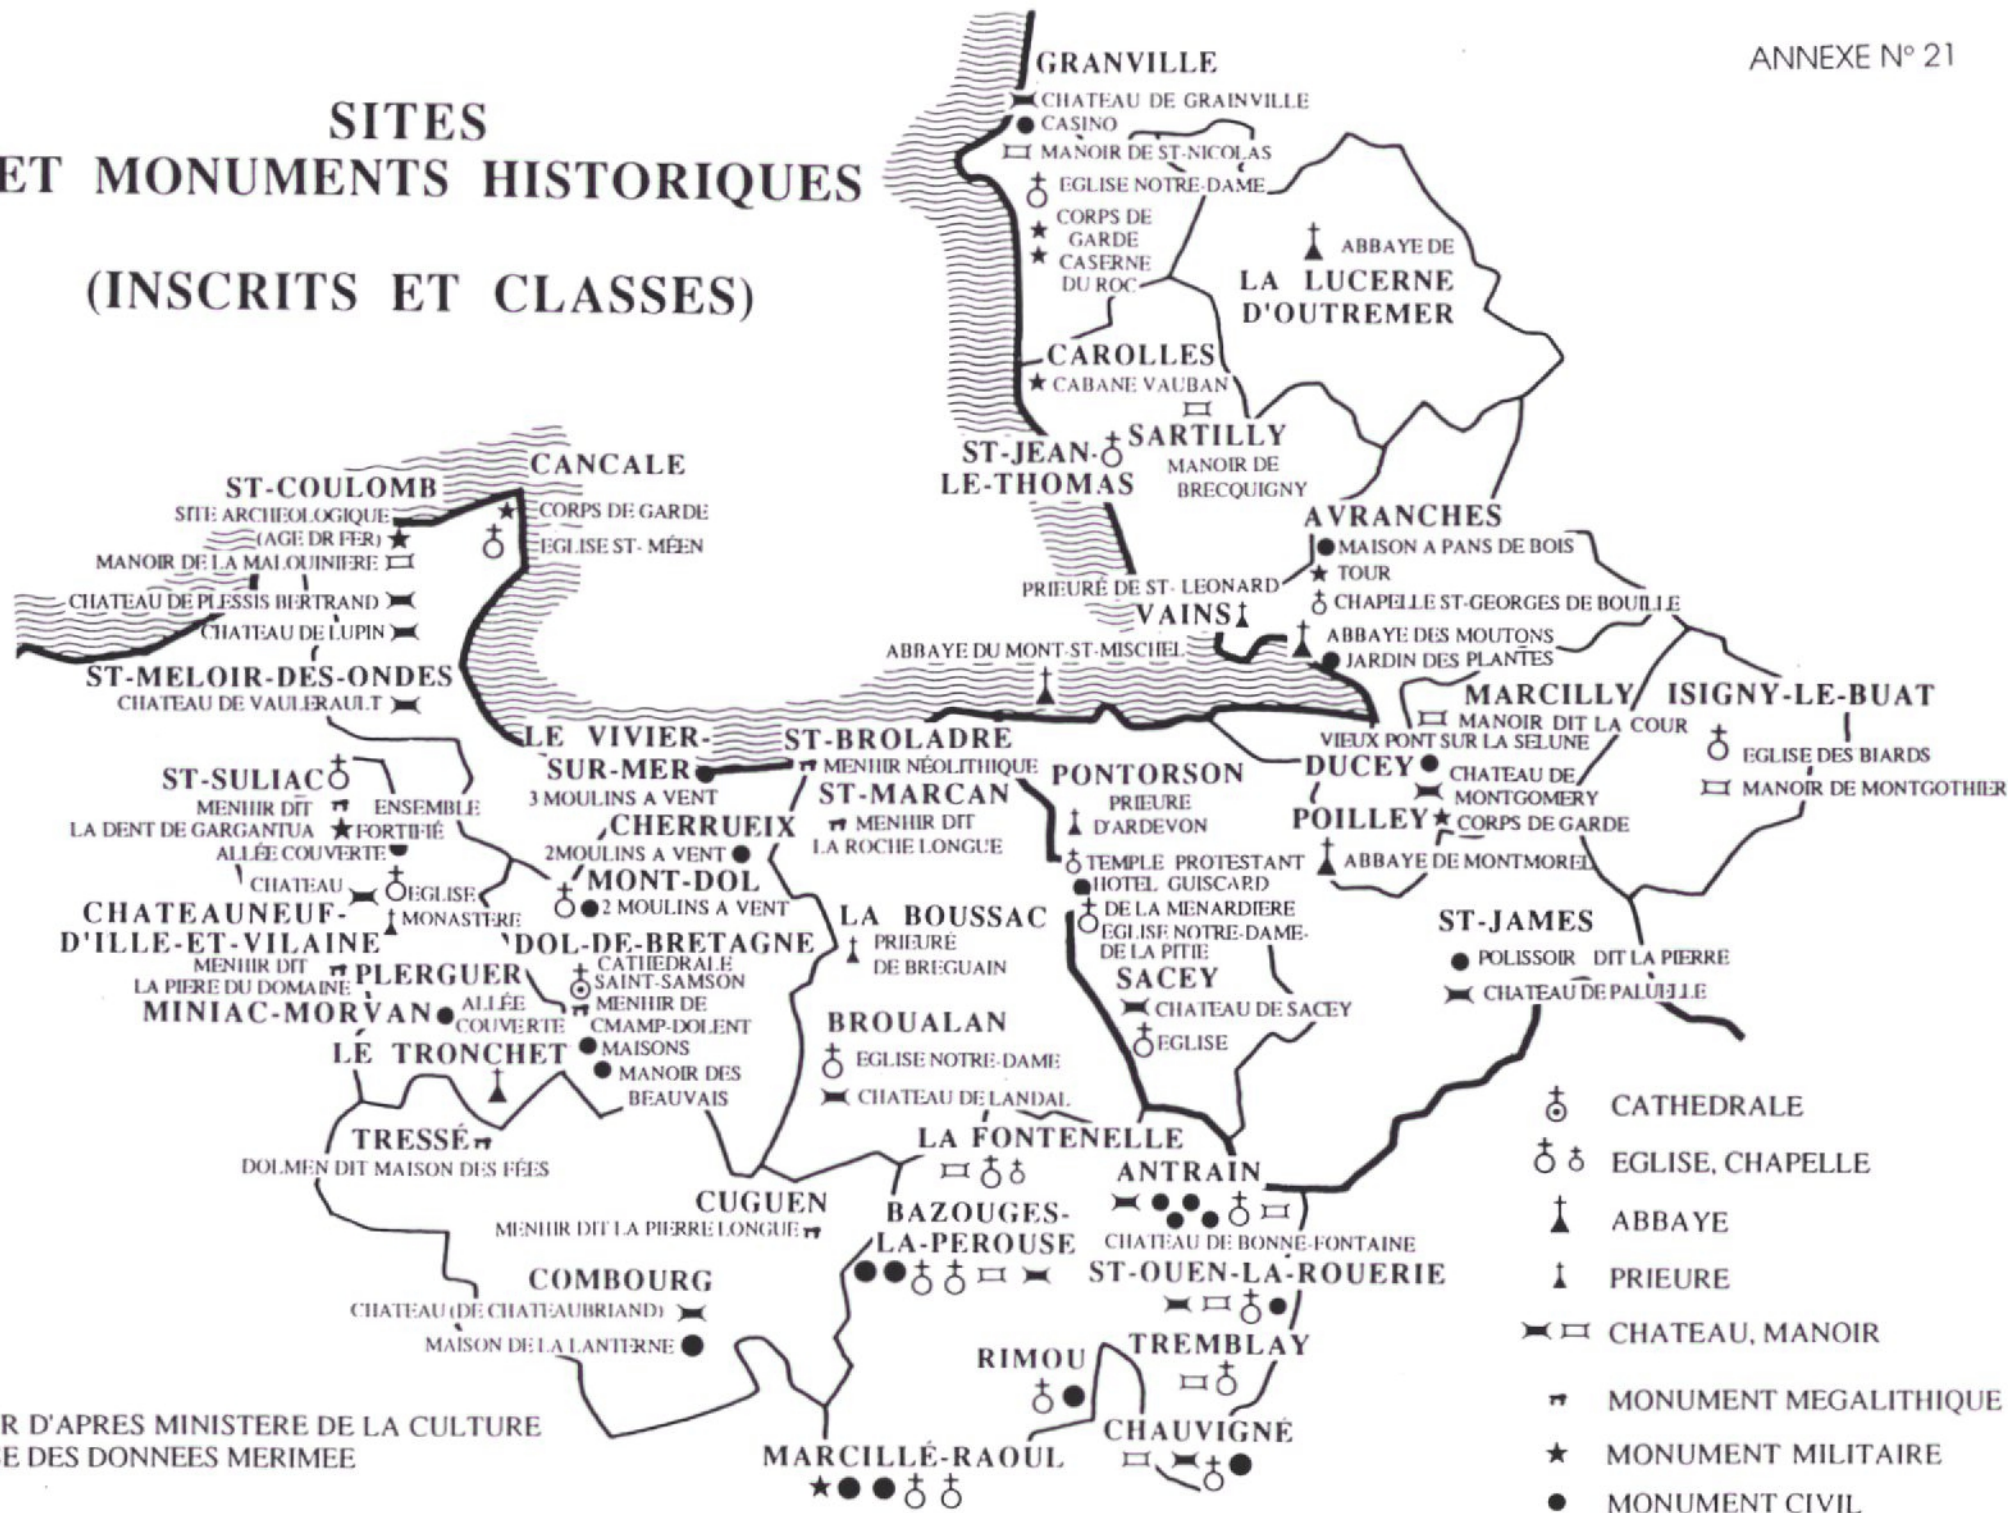 ANNEXE N° 21
SITES
ET MONUMENTS HISTORIQUES
(INSCRITS ET CLASSES)
GRANVILLE
CHATEAU DE GRAINVILLE
CASINO
MANOIR DE ST-NICOLAS
EGLISE NOTRE-DAME
CORPS DE
GARDE
CASERNE
DU ROC
ABBAYE DE
LA LUCERNE
D'OUTREMER
CAROLLES
CABANE VAUBAN
SARTILLY
MANOIR DE
BRECQUIGNY
ST-JEAN-
LE-THOMAS
CANCALE
CORPS DE GARDE
EGLISE ST- MÉEN
ST-COULOMB
SITE ARCHEOLOGIQUE
(AGE DR FER)
MANOIR DE LA MALOUINIERE
CHATEAU DE PLESSIS BERTRAND
CHATEAU DE LUPIN
ST-MELOIR-DES-ONDES
CHATEAU DE VAULERAULT
AVRANCHES
MAISON A PANS DE BOIS
TOUR
CHAPELLE ST-GEORGES DE BOUILLE
ABBAYE DES MOUTONS
JARDIN DES PLANTES
PRIEURÉ DE ST- LEONARD
VAINS
ABBAYE DU MONT-ST-MISCHEL
MARCILLY
MANOIR DIT LA COUR
ISIGNY-LE-BUAT
EGLISE DES BIARDS
MANOIR DE MONTGOTHIER
VIEUX PONT SUR LA SELUNE
DUCEY
CHATEAU DE
MONTGOMERY
POILLEY
CORPS DE GARDE
ABBAYE DE MONTMOREL
LE VIVIER-
SUR-MER
3 MOULINS A VENT
ST-BROLADRE
MENHIR NÉOLITHIQUE
ST-MARCAN
MENHIR DIT
LA ROCHE LONGUE
PONTORSON
PRIEURE
D'ARDEVON
TEMPLE PROTESTANT
HOTEL GUISCARD
DE LA MENARDIERE
EGLISE NOTRE-DAME-
DE LA PITIE
ST-SULIAC
MENHIR DIT
LA DENT DE GARGANTUA
ENSEMBLE
FORTIFIÉ
ALLÉE COUVERTE
CHERRUEIX
2MOULINS A VENT
MONT-DOL
2 MOULINS A VENT
CHATEAU
EGLISE
MONASTERE
CHATEAUNEUF-
D'ILLE-ET-VILAINE
MENHIR DIT
LA PIERE DU DOMAINE
PLERGUER
MINIAC-MORVAN
ALLÉE
COUVERTE
DOL-DE-BRETAGNE
CATHEDRALE
SAINT-SAMSON
MENHIR DE
CMAMP-DOLENT
MAISONS
MANOIR DES
BEAUVAIS
LE TRONCHET
LA BOUSSAC
PRIEURÉ
DE BREGUAIN
BROUALAN
EGLISE NOTRE-DAME
CHATEAU DE LANDAL
SACEY
CHATEAU DE SACEY
EGLISE
ST-JAMES
POLISSOIR DIT LA PIERRE
CHATEAU DE PALUELLE
TRESSÉ
DOLMEN DIT MAISON DES FÉES
CUGUEN
MENHIR DIT LA PIERRE LONGUE
COMBOURG
CHATEAU (DE CHATEAUBRIAND)
MAISON DE LA LANTERNE
LA FONTENELLE
ANTRAIN
CHATEAU DE BONNE-FONTAINE
BAZOUGES-
LA-PEROUSE
ST-OUEN-LA-ROUERIE
TREMBLAY
RIMOU
CHAUVIGNÉ
MARCILLÉ-RAOUL
CATHEDRALE
EGLISE, CHAPELLE
ABBAYE
PRIEURE
CHATEAU, MANOIR
MONUMENT MEGALITHIQUE
MONUMENT MILITAIRE
MONUMENT CIVIL
R D'APRES MINISTERE DE LA CULTURE
SE DES DONNEES MERIMEE